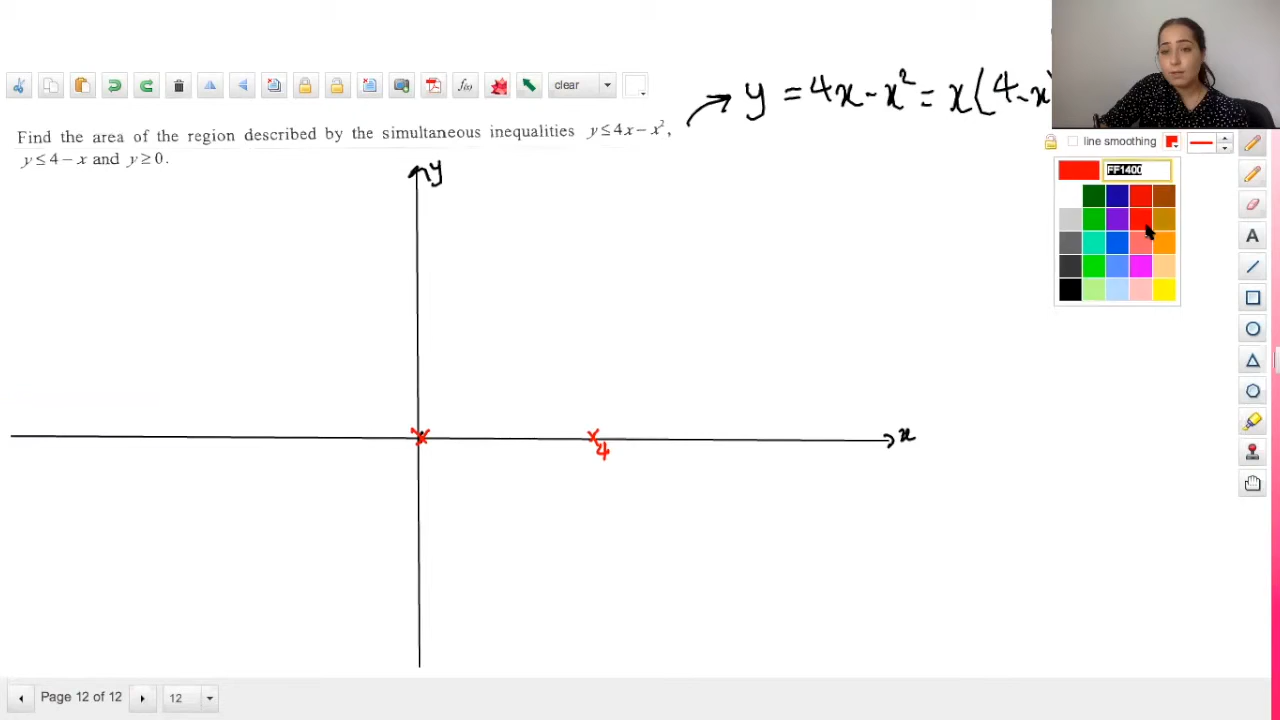 clear
y = 4x - x² = x(4-x)
Find the area of the region described by the simultaneous inequalities y ≤ 4x − x²,
y ≤ 4 − x and y ≥ 0.
line smoothing
FF1400
A
f(x)
y
x
4
Page 12 of 12
12